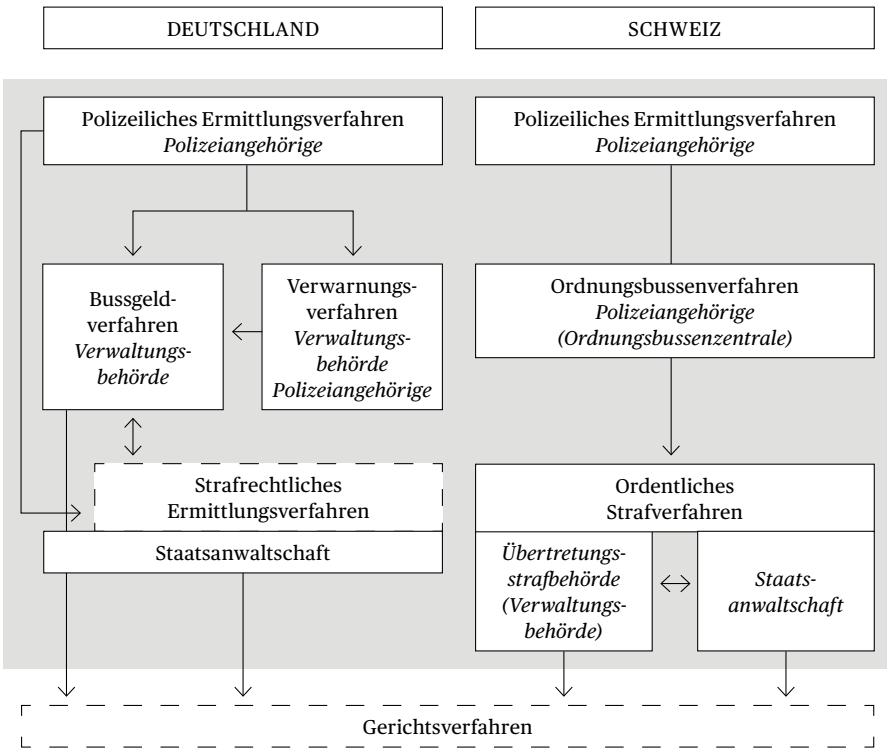 DEUTSCHLAND
SCHWEIZ
Polizeiliches Ermittlungsverfahren
Polizeiangehörige
Polizeiliches Ermittlungsverfahren
Polizeiangehörige
Bussgeld-
verfahren
Verwaltungs-
behörde
Verwarnungs-
verfahren
Verwaltungs-
behörde
Polizeiangehörige
Ordnungsbussenverfahren
Polizeiangehörige
(Ordnungsbussenzentrale)
Strafrechtliches
Ermittlungsverfahren
Staatsanwaltschaft
Ordentliches
Strafverfahren
Übertretungs-
strafbehörde
(Verwaltungs-
behörde)
Staats-
anwaltschaft
Gerichtsverfahren